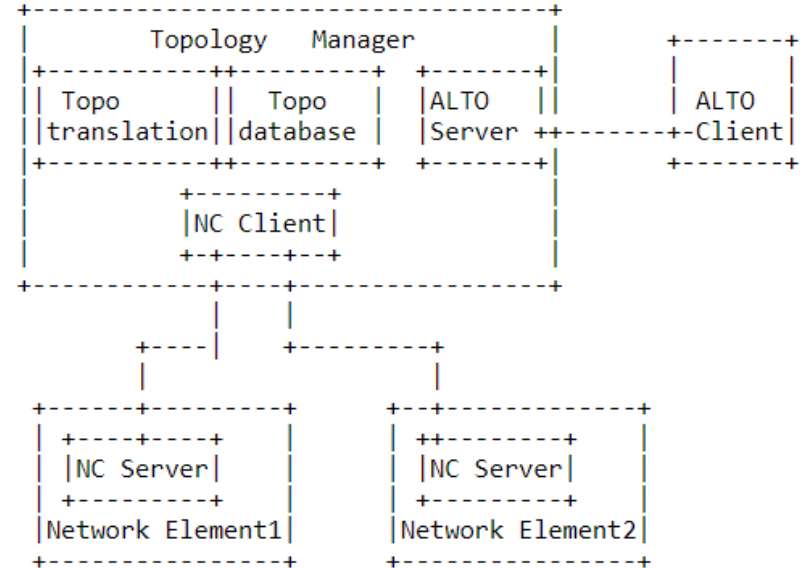 Topology Manager
Topo Topo ALTO ALTO
translation database Server Client
NC Client
NC Server NC Server
Network Element1 Network Element2